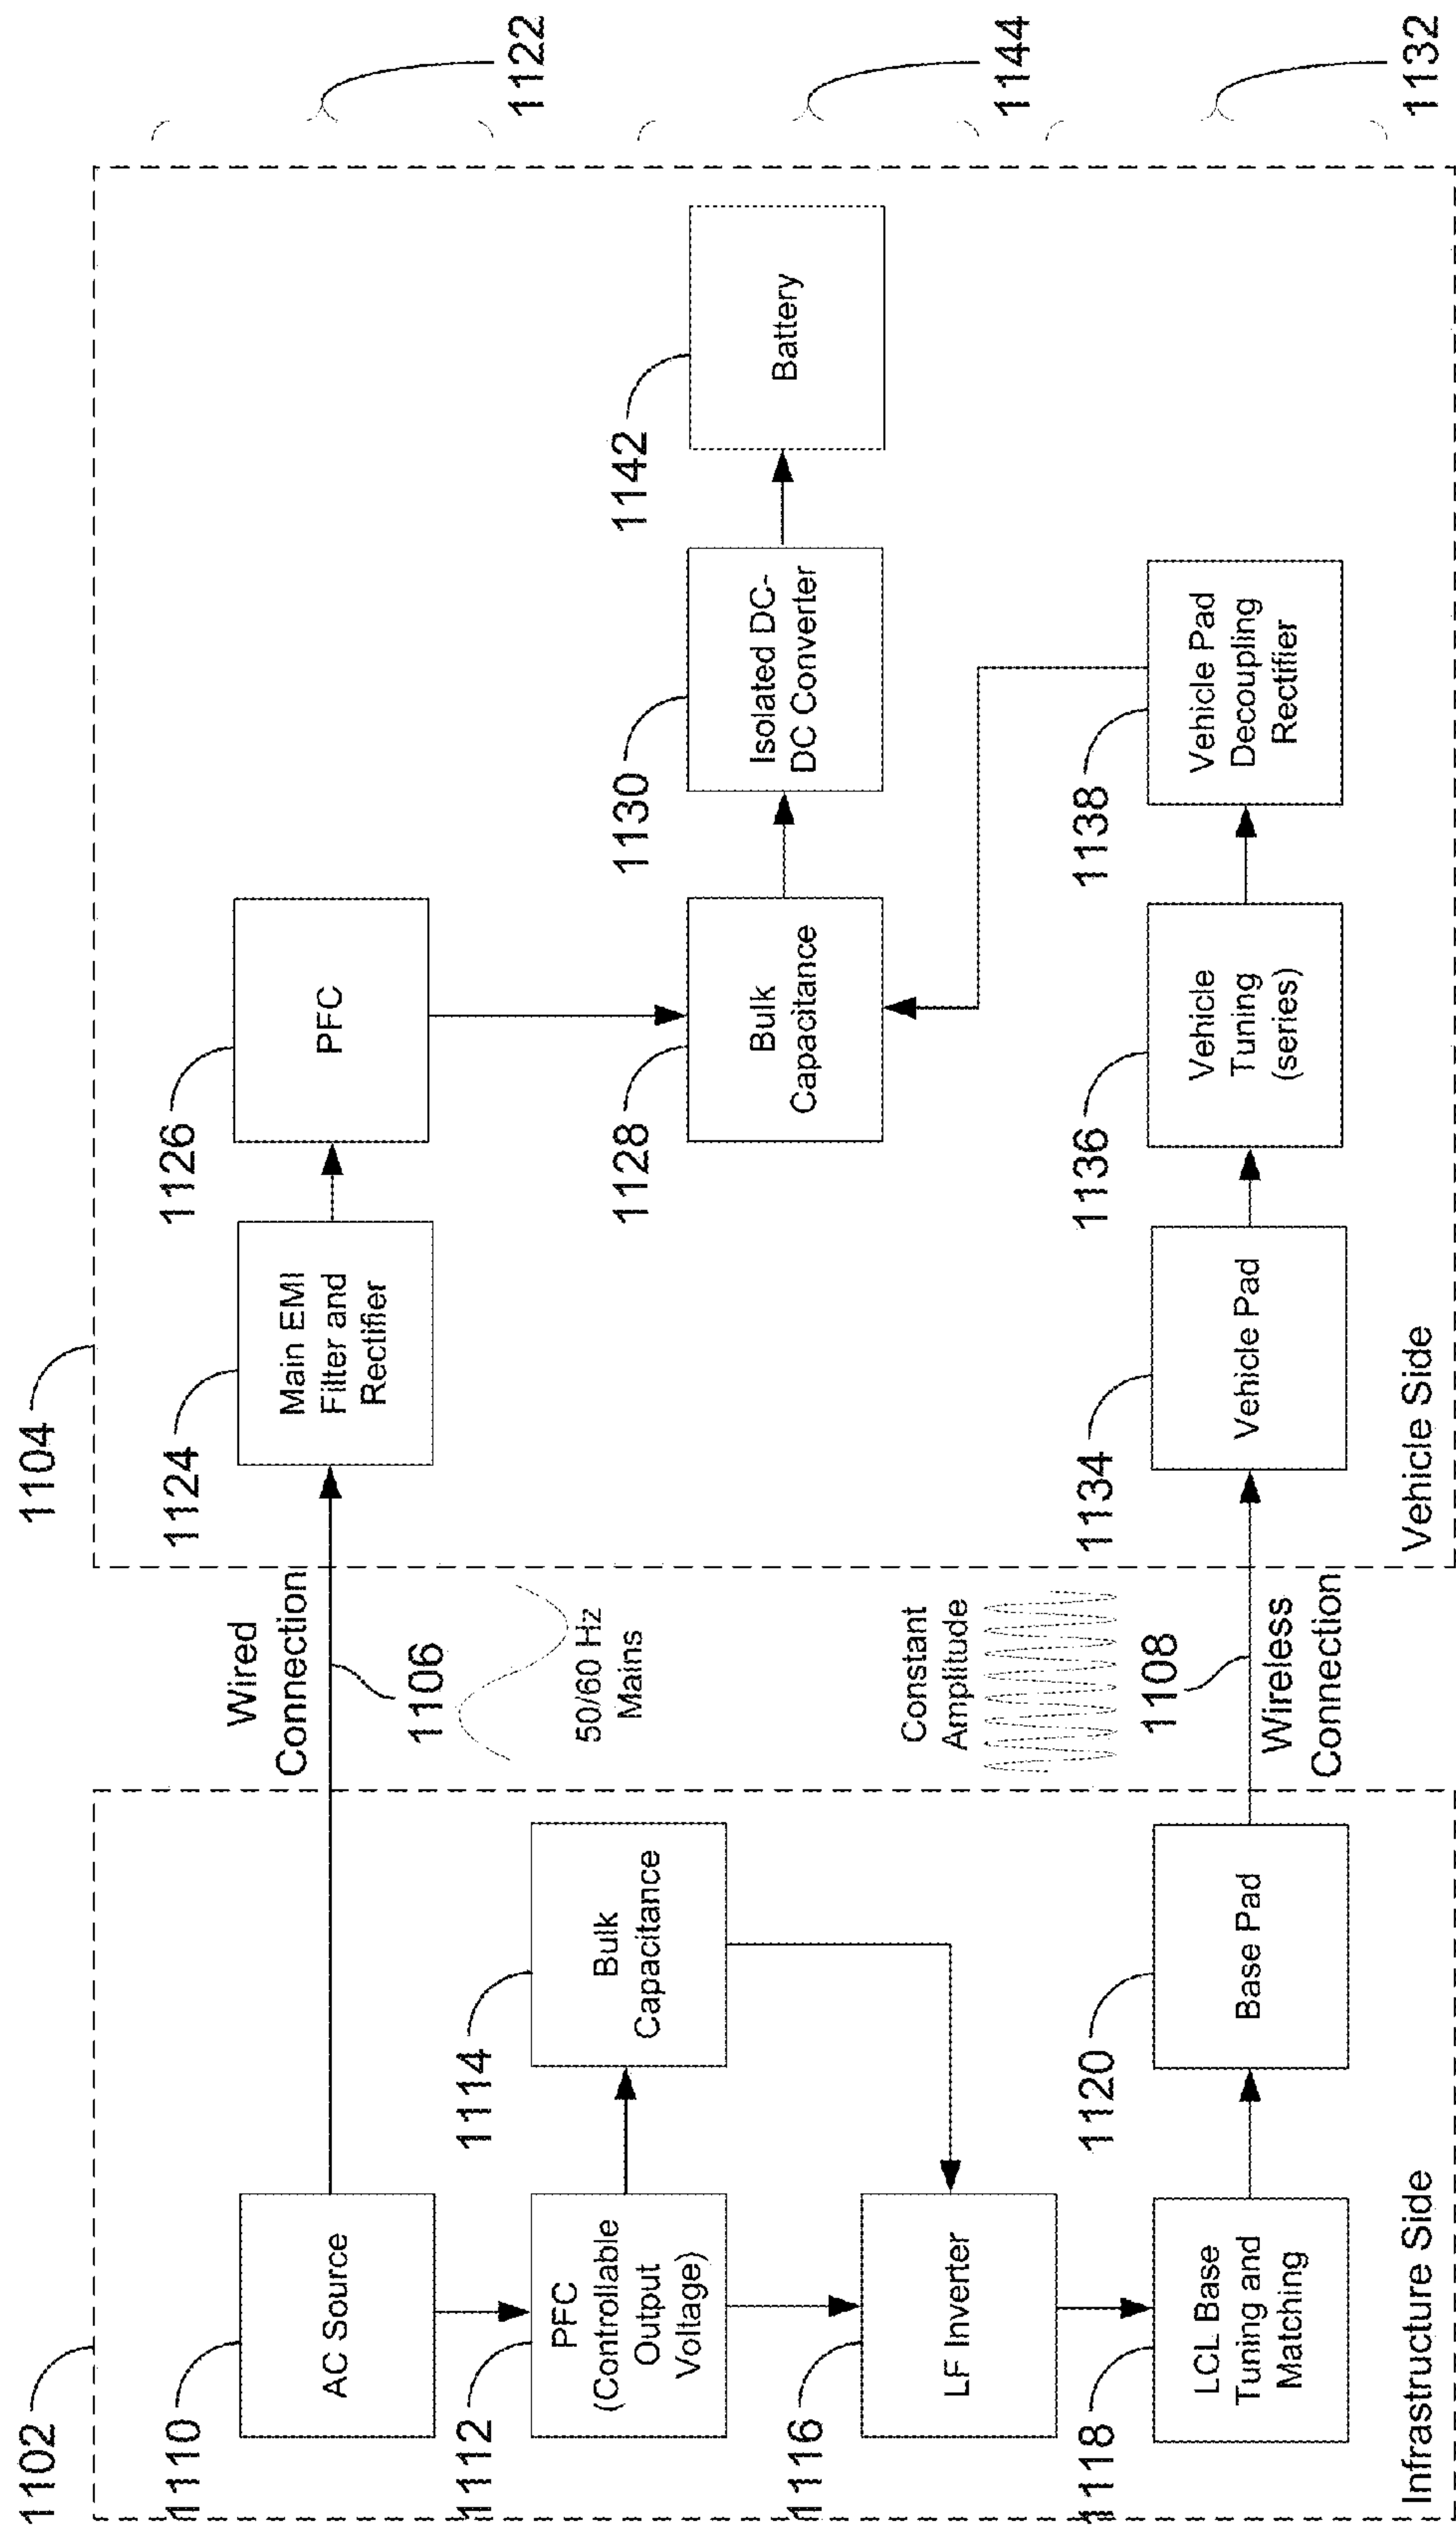 1102
1104
1110
AC Source
Wired
Connection
1106
50/60 Hz
Mains
1124
Main EMI
Filter and
Rectifier
1126
PFC
1122
1112
PFC
(Controllable
Output
Voltage)
1114
Bulk
Capacitance
1128
Bulk
Capacitance
1130
Isolated DC-
DC Converter
1142
Battery
1144
1116
LF Inverter
Constant
Amplitude
1108
Wireless
Connection
1118
LCL Base
Tuning and
Matching
1120
Base Pad
1134
Vehicle Pad
1136
Vehicle
Tuning
(series)
1138
Vehicle Pad
Decoupling
Rectifier
1132
Infrastructure Side
Vehicle Side